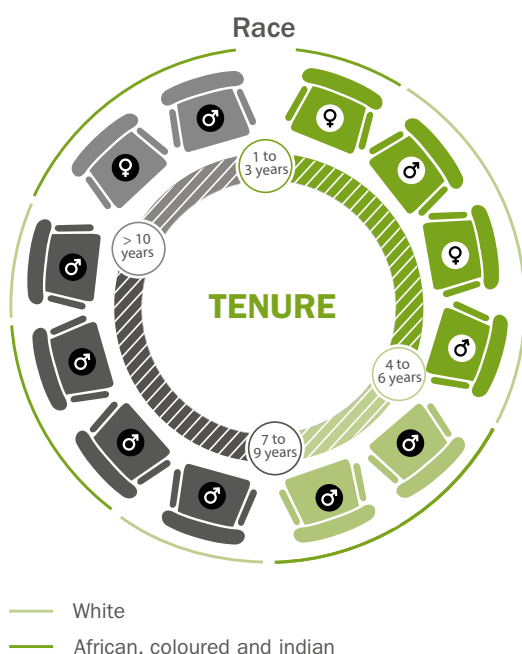 Race
1 to
3 years
> 10
years
TENURE
4 to
6 years
7 to
9 years
White
African, coloured and indian